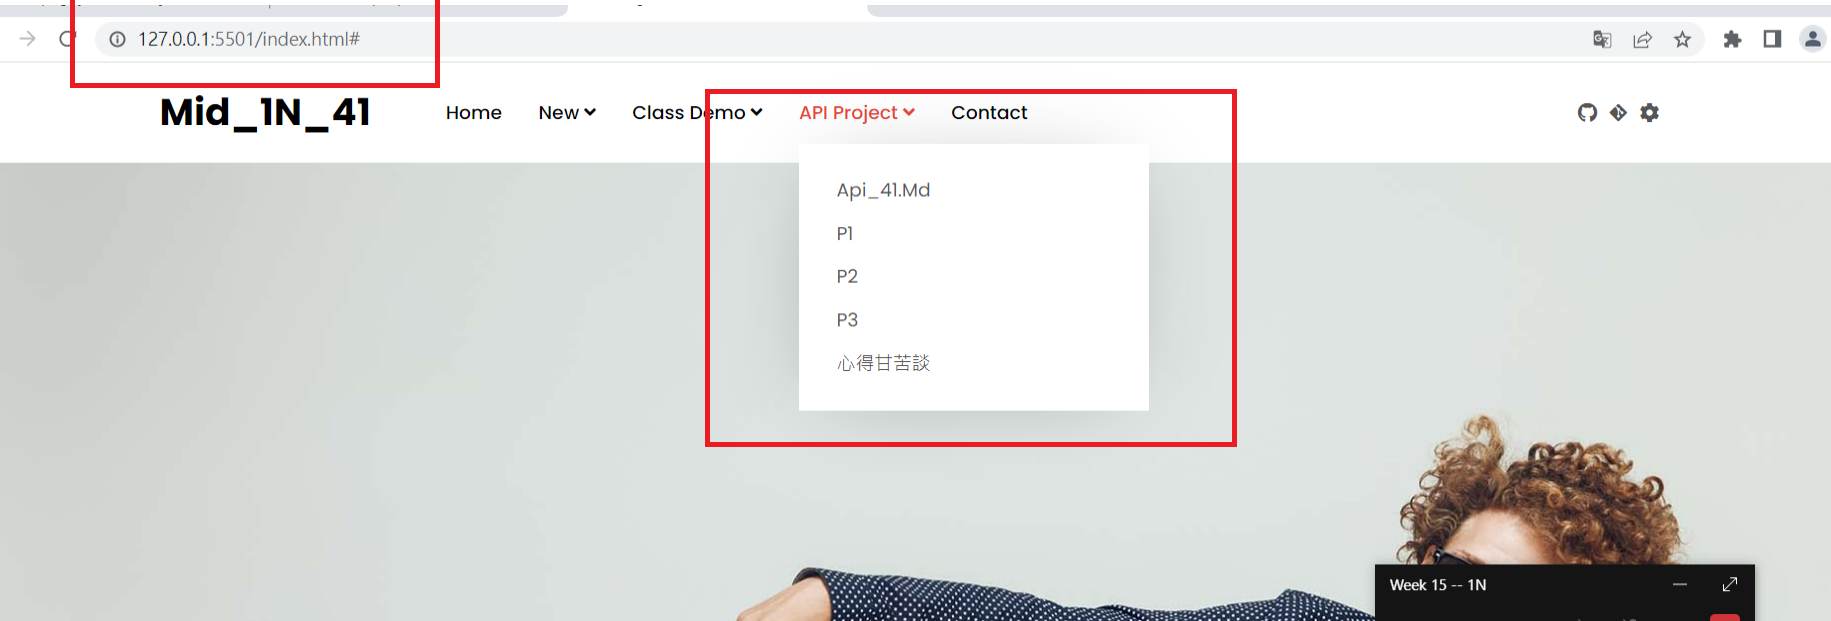 127.0.0.1:5501/index.html#
Mid_1N_41
Home
New
Class Demo
API Project
Contact
Api_41.Md
P1
P2
P3
心得甘苦談
Week 15 -- 1N